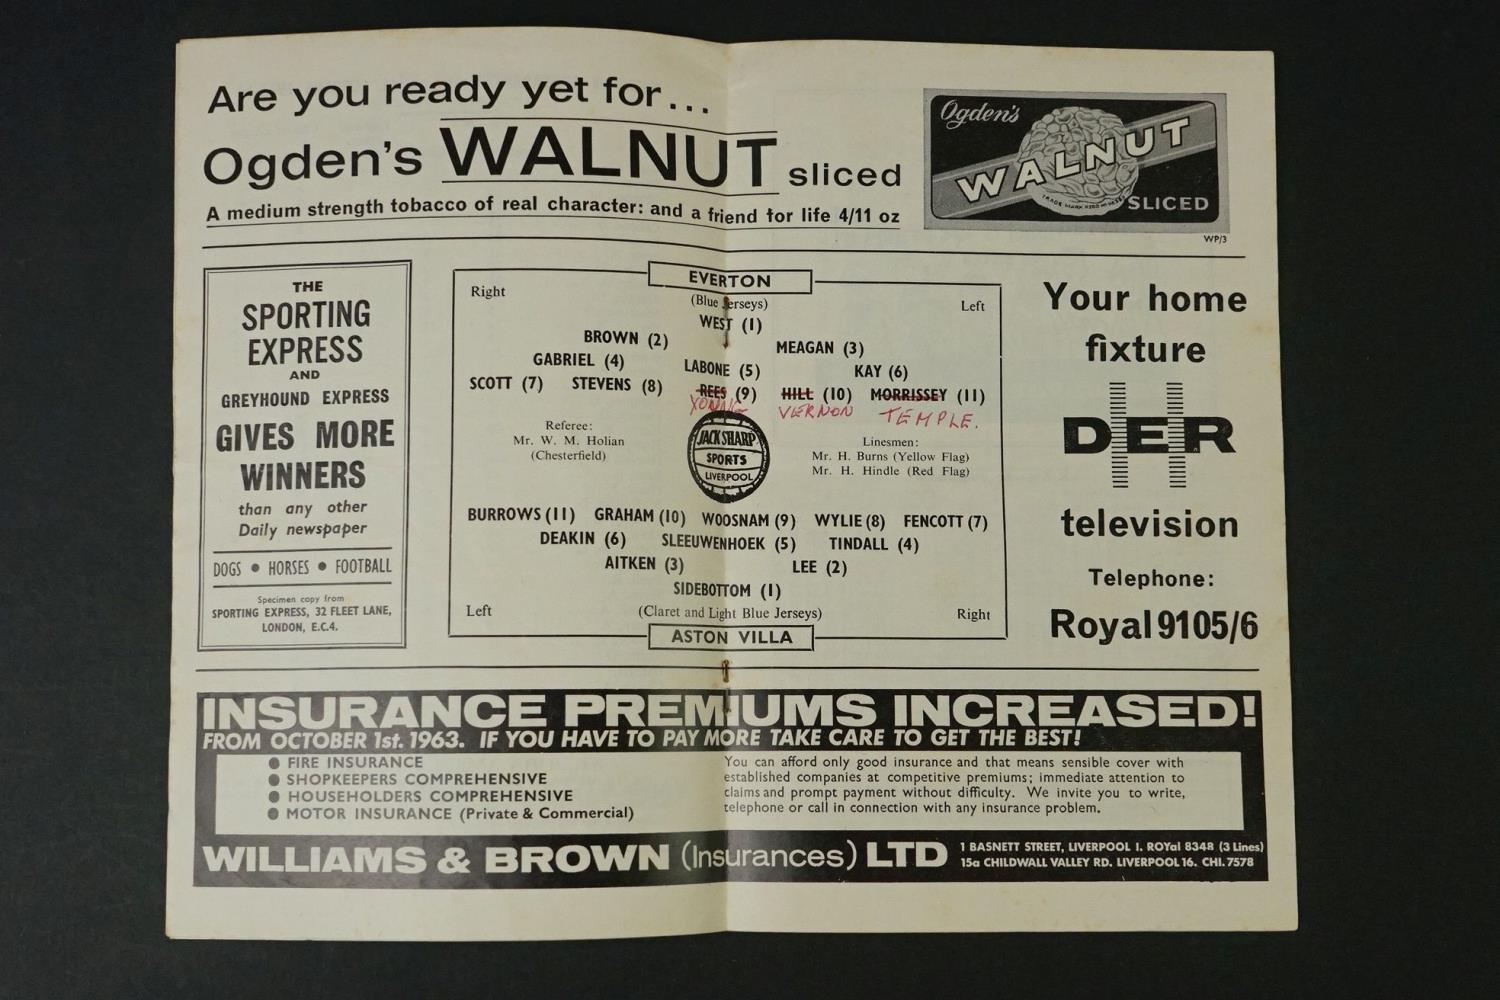 Are you ready yet for...
Ogden's WALNUT sliced
A medium strength tobacco of real character: and a friend for life 4/11 oz
Ogden's
WALNUT
SLICED
WP/3
THE
SPORTING
EXPRESS
AND
GREYHOUND EXPRESS
GIVES MORE
WINNERS
than any other
Daily newspaper
DOGS ● HORSES ● FOOTBALL
Specimen copy from
SPORTING EXPRESS, 32 FLEET LANE,
LONDON, E.C.4.
EVERTON
Right (Blue Jerseys) Left
WEST (1)
BROWN (2) MEAGAN (3)
GABRIEL (4) LABONE (5) KAY (6)
SCOTT (7) STEVENS (8) REES (9) HILL (10) MORRISSEY (11)
YOUNG VERNON TEMPLE.
Referee:
Mr. W. M. Holian
(Chesterfield)
JACK SHARP
SPORTS
LIVERPOOL
Linesmen:
Mr. H. Burns (Yellow Flag)
Mr. H. Hindle (Red Flag)
BURROWS (11) GRAHAM (10) WOOSNAM (9) WYLIE (8) FENCOTT (7)
DEAKIN (6) SLEEUWENHOEK (5) TINDALL (4)
AITKEN (3) LEE (2)
SIDEBOTTOM (1)
Left (Claret and Light Blue Jerseys) Right
ASTON VILLA
Your home
fixture
DER
television
Telephone:
Royal 9105/6
INSURANCE PREMIUMS INCREASED!
FROM OCTOBER 1st. 1963. IF YOU HAVE TO PAY MORE TAKE CARE TO GET THE BEST!
● FIRE INSURANCE
● SHOPKEEPERS COMPREHENSIVE
● HOUSEHOLDERS COMPREHENSIVE
● MOTOR INSURANCE (Private & Commercial)
You can afford only good insurance and that means sensible cover with
established companies at competitive premiums; immediate attention to
claims and prompt payment without difficulty. We invite you to write,
telephone or call in connection with any insurance problem.
WILLIAMS & BROWN (Insurances) LTD
1 BASNETT STREET, LIVERPOOL 1. ROYal 8348 (3 Lines)
15a CHILDWALL VALLEY RD. LIVERPOOL 16. CHI. 7578